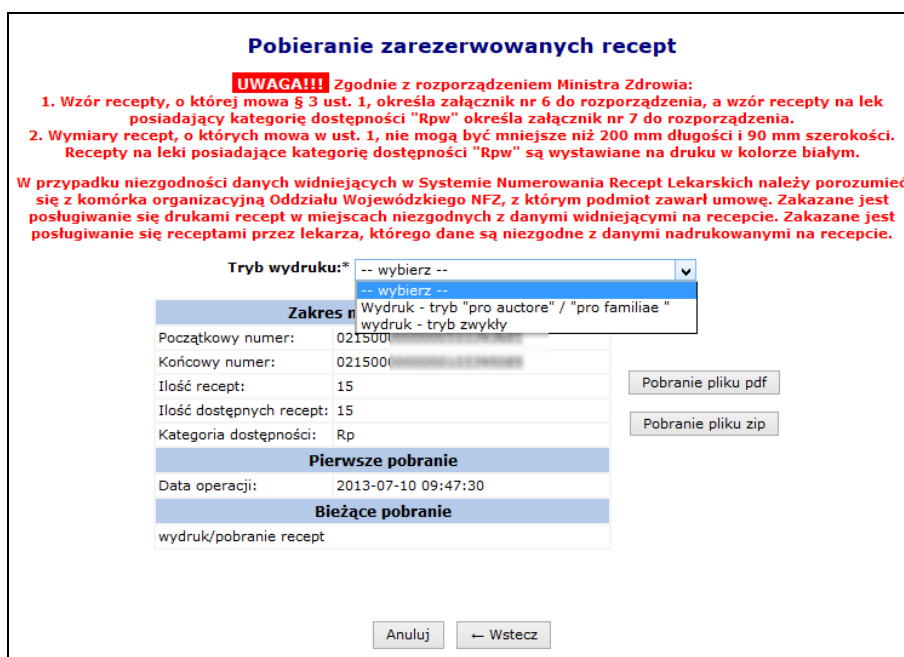 Pobieranie zarezerwowanych recept
UWAGA!!! Zgodnie z rozporządzeniem Ministra Zdrowia:
1. Wzór recepty, o której mowa § 3 ust. 1, określa załącznik nr 6 do rozporządzenia, a wzór recepty na lek
posiadający kategorię dostępności "Rpw" określa załącznik nr 7 do rozporządzenia.
2. Wymiary recept, o których mowa w ust. 1, nie mogą być mniejsze niż 200 mm długości i 90 mm szerokości.
Recepty na leki posiadające kategorię dostępności "Rpw" są wystawiane na druku w kolorze białym.
W przypadku niezgodności danych widniejących w Systemie Numerowania Recept Lekarskich należy porozumieć
się z komórka organizacyjną Oddziału Wojewódzkiego NFZ, z którym podmiot zawarł umowę. Zakazane jest
posługiwanie się drukami recept w miejscach niezgodnych z danymi widniejącymi na recepcie. Zakazane jest
posługiwanie się receptami przez lekarza, którego dane są niezgodne z danymi nadrukowanymi na recepcie.
Tryb wydruku:* -- wybierz --
-- wybierz --
Wydruk - tryb "pro auctore" / "pro familiae "
wydruk - tryb zwykły
Zakres
Początkowy numer: 021500
Końcowy numer: 021500
Ilość recept: 15
Ilość dostępnych recept: 15
Kategoria dostępności: Rp
Pobranie pliku pdf
Pobranie pliku zip
Pierwsze pobranie
Data operacji: 2013-07-10 09:47:30
Bieżące pobranie
wydruk/pobranie recept
Anuluj ← Wstecz